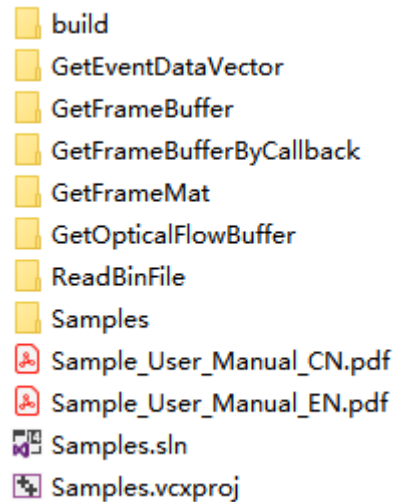 build
GetEventDataVector
GetFrameBuffer
GetFrameBufferByCallback
GetFrameMat
GetOpticalFlowBuffer
ReadBinFile
Samples
Sample_User_Manual_CN.pdf
Sample_User_Manual_EN.pdf
Samples.sln
Samples.vcxproj